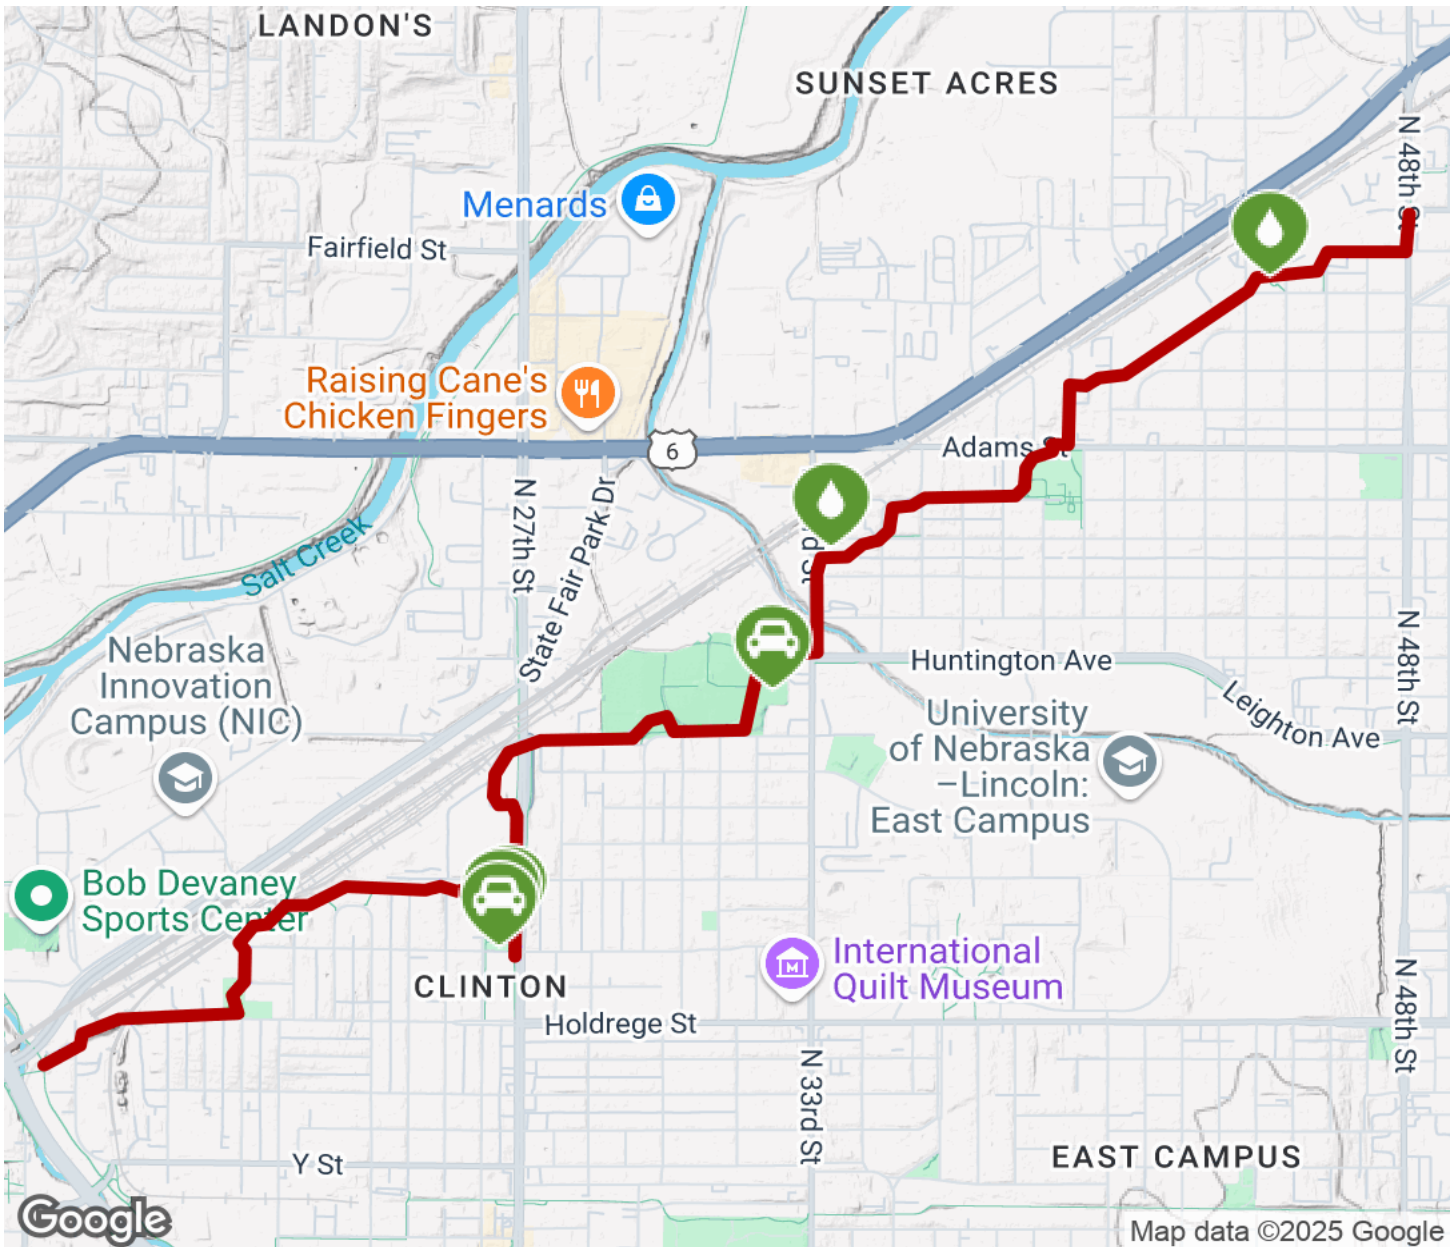 LANDON'S
SUNSET ACRES
N 48th St
Menards
Fairfield St
Raising Cane's
Chicken Fingers
6
Adams St
N 27th St
State Fair Park Dr
Salt Creek
rd St
Nebraska
Innovation
Campus (NIC)
Huntington Ave
N 48th St
Leighton Ave
University
of Nebraska
–Lincoln:
East Campus
Bob Devaney
Sports Center
International
Quilt Museum
CLINTON
Holdrege St
N 48th St
N 33rd St
Y St
EAST CAMPUS
Google
Map data ©2025 Google